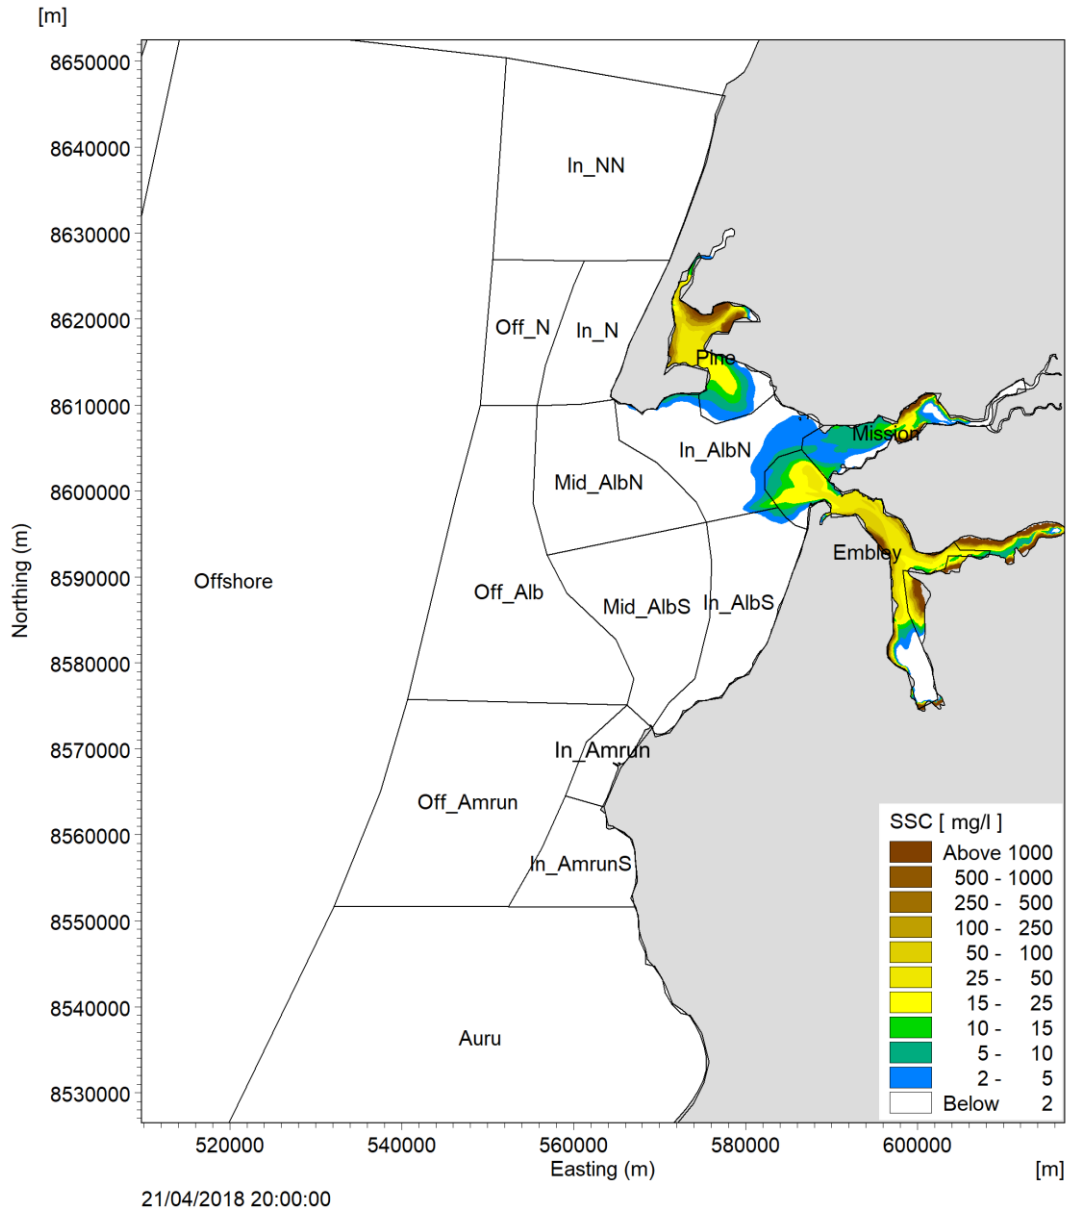 [m]
8650000
8640000
8630000
8620000
8610000
8600000
8590000
8580000
8570000
8560000
8550000
8540000
8530000
Northing (m)
In_NN
Off_N
In_N
Pine
In_AlbN
Mission
Mid_AlbN
Embley
Offshore
Off_Alb
Mid_AlbS
In_AlbS
In_Amrun
Off_Amrun
In_AmrunS
Auru
SSC [ mg/l ]
Above 1000
500 - 1000
250 - 500
100 - 250
50 - 100
25 - 50
15 - 25
10 - 15
5 - 10
2 - 5
Below 2
520000 540000 560000 580000 600000
Easting (m) [m]
21/04/2018 20:00:00